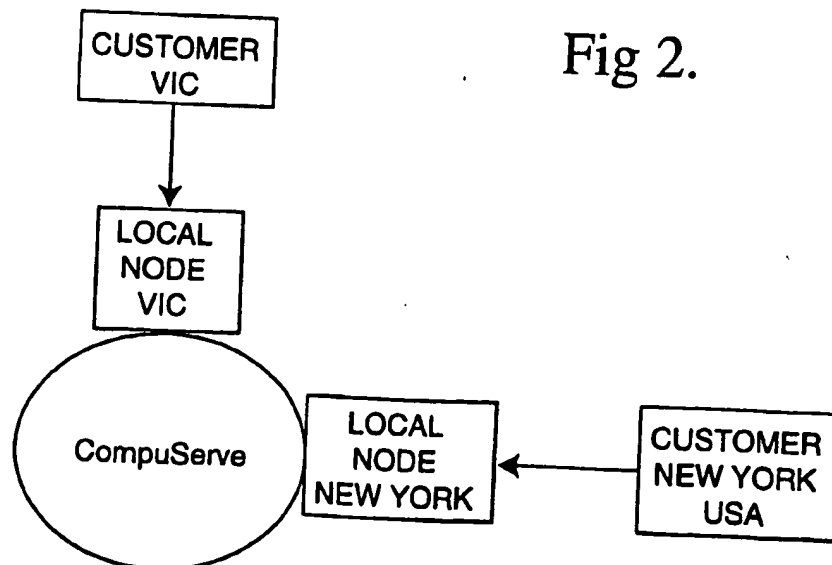 Fig 2.
CUSTOMER
VIC
LOCAL
NODE
VIC
CompuServe
LOCAL
NODE
NEW YORK
CUSTOMER
NEW YORK
USA